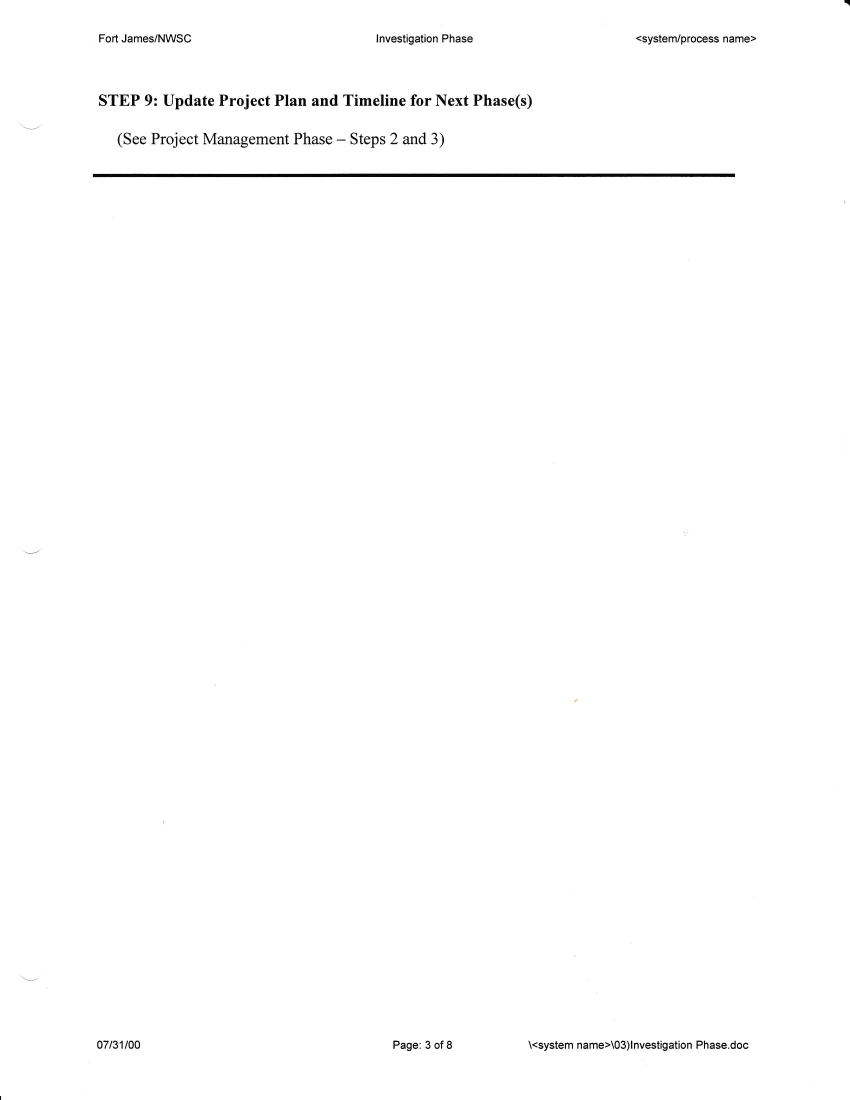 Fort James/NWSC Investigation Phase <system/process name>
STEP 9: Update Project Plan and Timeline for Next Phase(s)
(See Project Management Phase – Steps 2 and 3)
07/31/00 Page: 3 of 8 \<system name>\03)Investigation Phase.doc